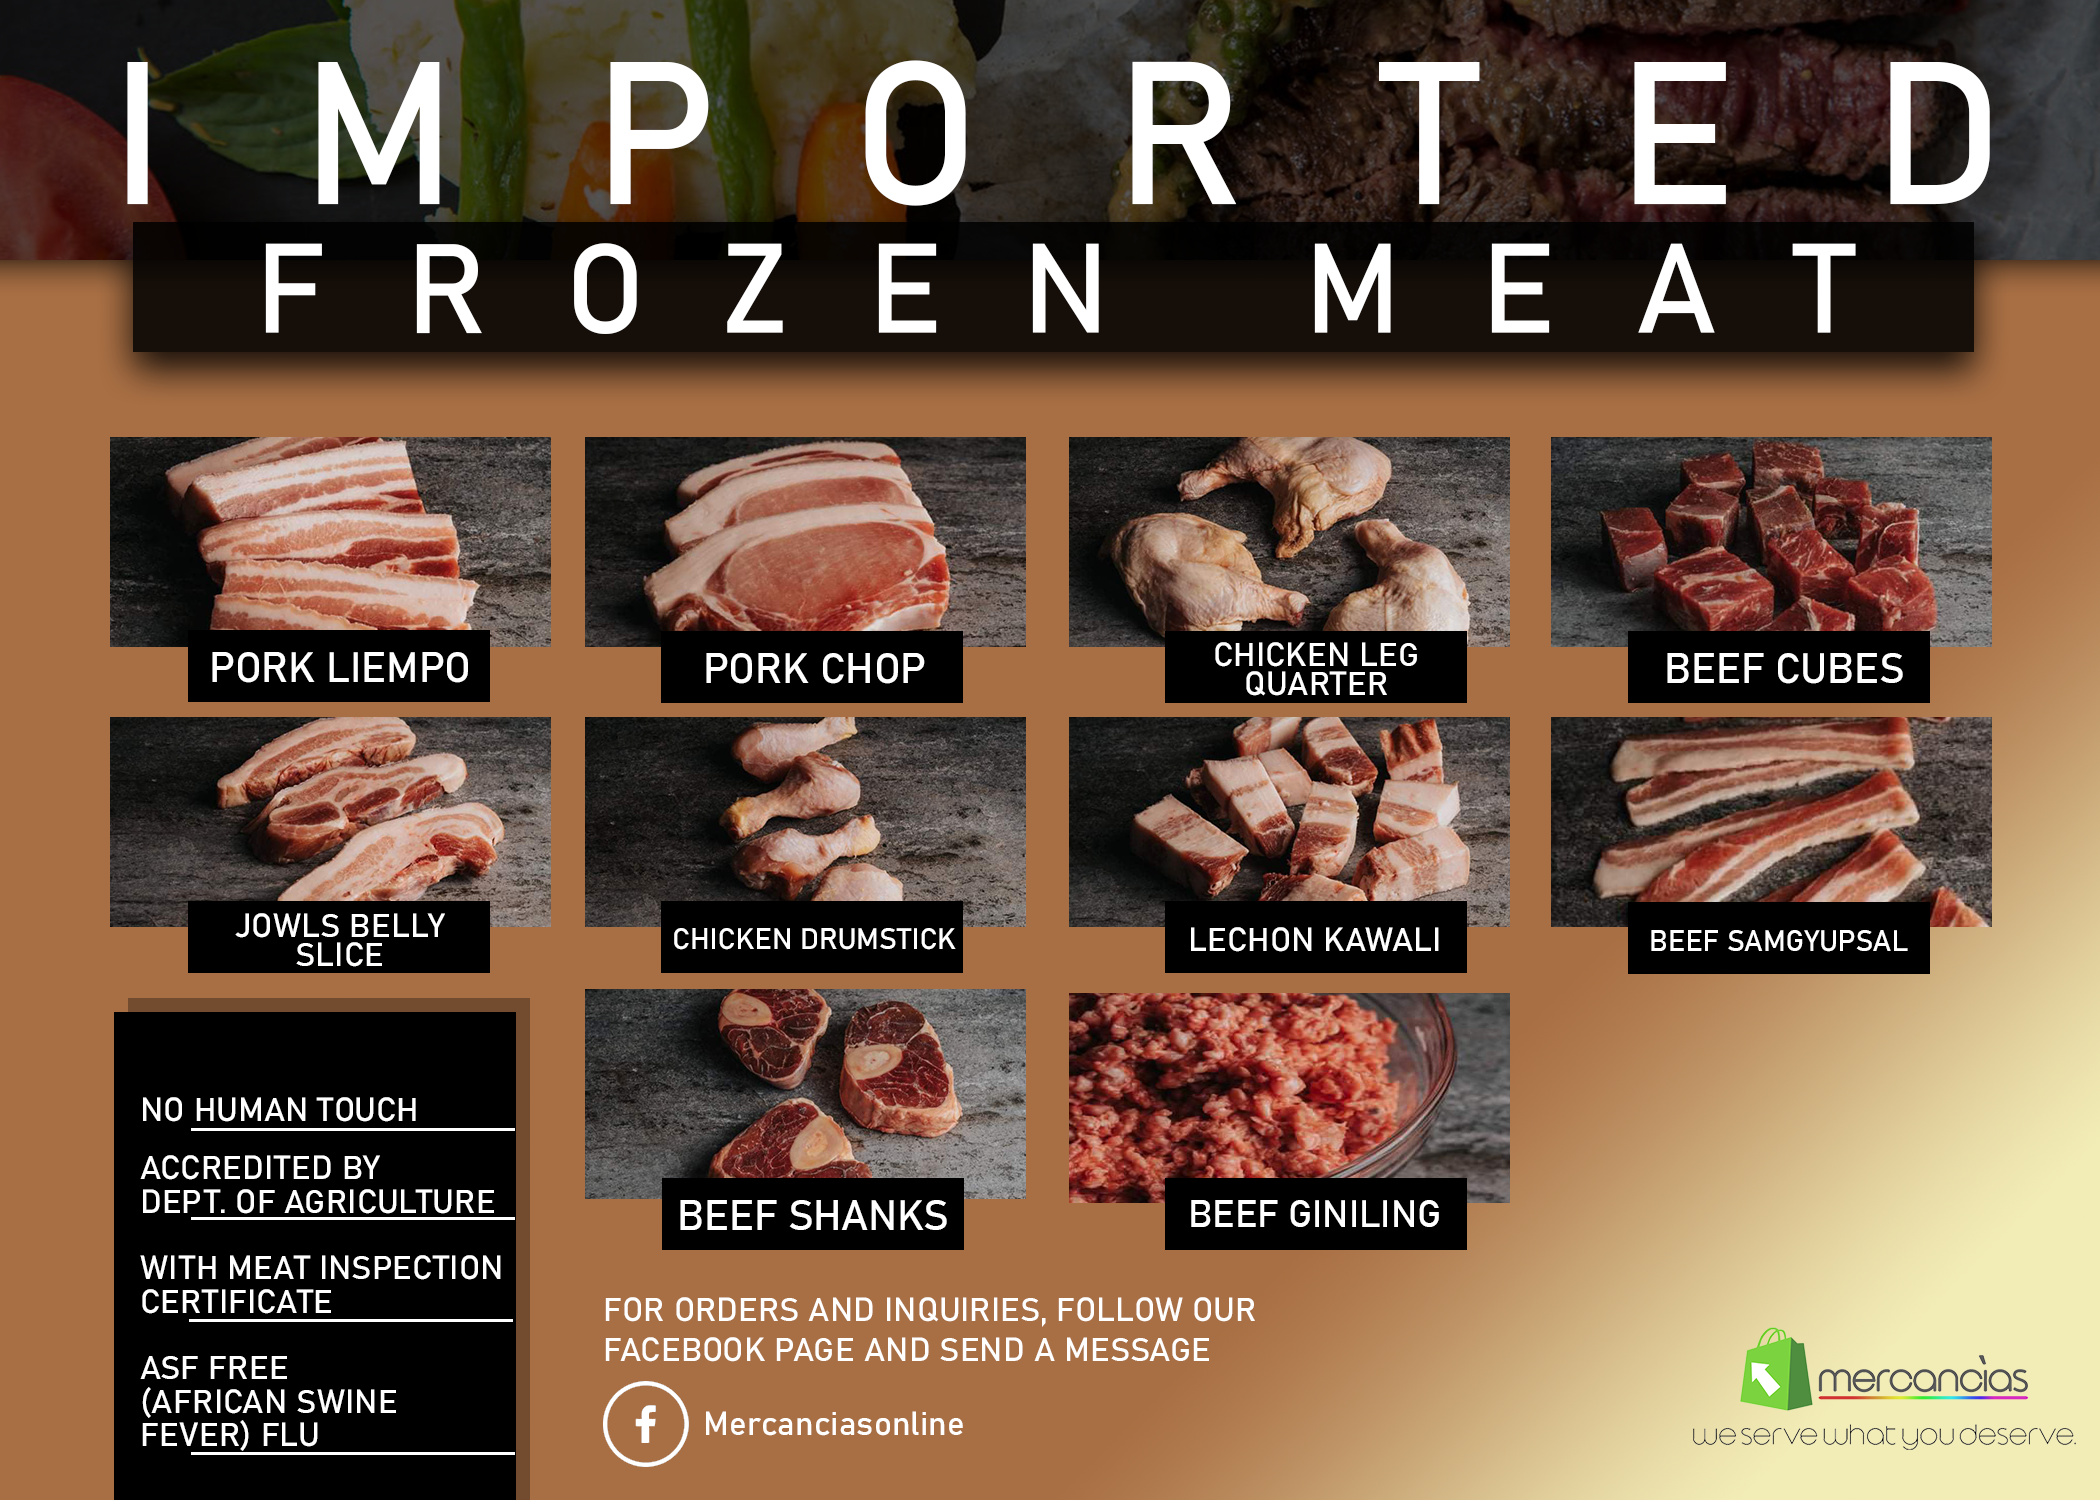 IMPORTED
FROZEN MEAT
PORK LIEMPO
PORK CHOP
CHICKEN LEG
QUARTER
BEEF CUBES
JOWLS BELLY
SLICE
CHICKEN DRUMSTICK
LECHON KAWALI
BEEF SAMGYUPSAL
BEEF SHANKS
BEEF GINILING
NO HUMAN TOUCH
ACCREDITED BY
DEPT. OF AGRICULTURE
WITH MEAT INSPECTION
CERTIFICATE
ASF FREE
(AFRICAN SWINE
FEVER) FLU
FOR ORDERS AND INQUIRIES, FOLLOW OUR
FACEBOOK PAGE AND SEND A MESSAGE
f Mercanciasonline
mercancìas
we serve what you deserve.